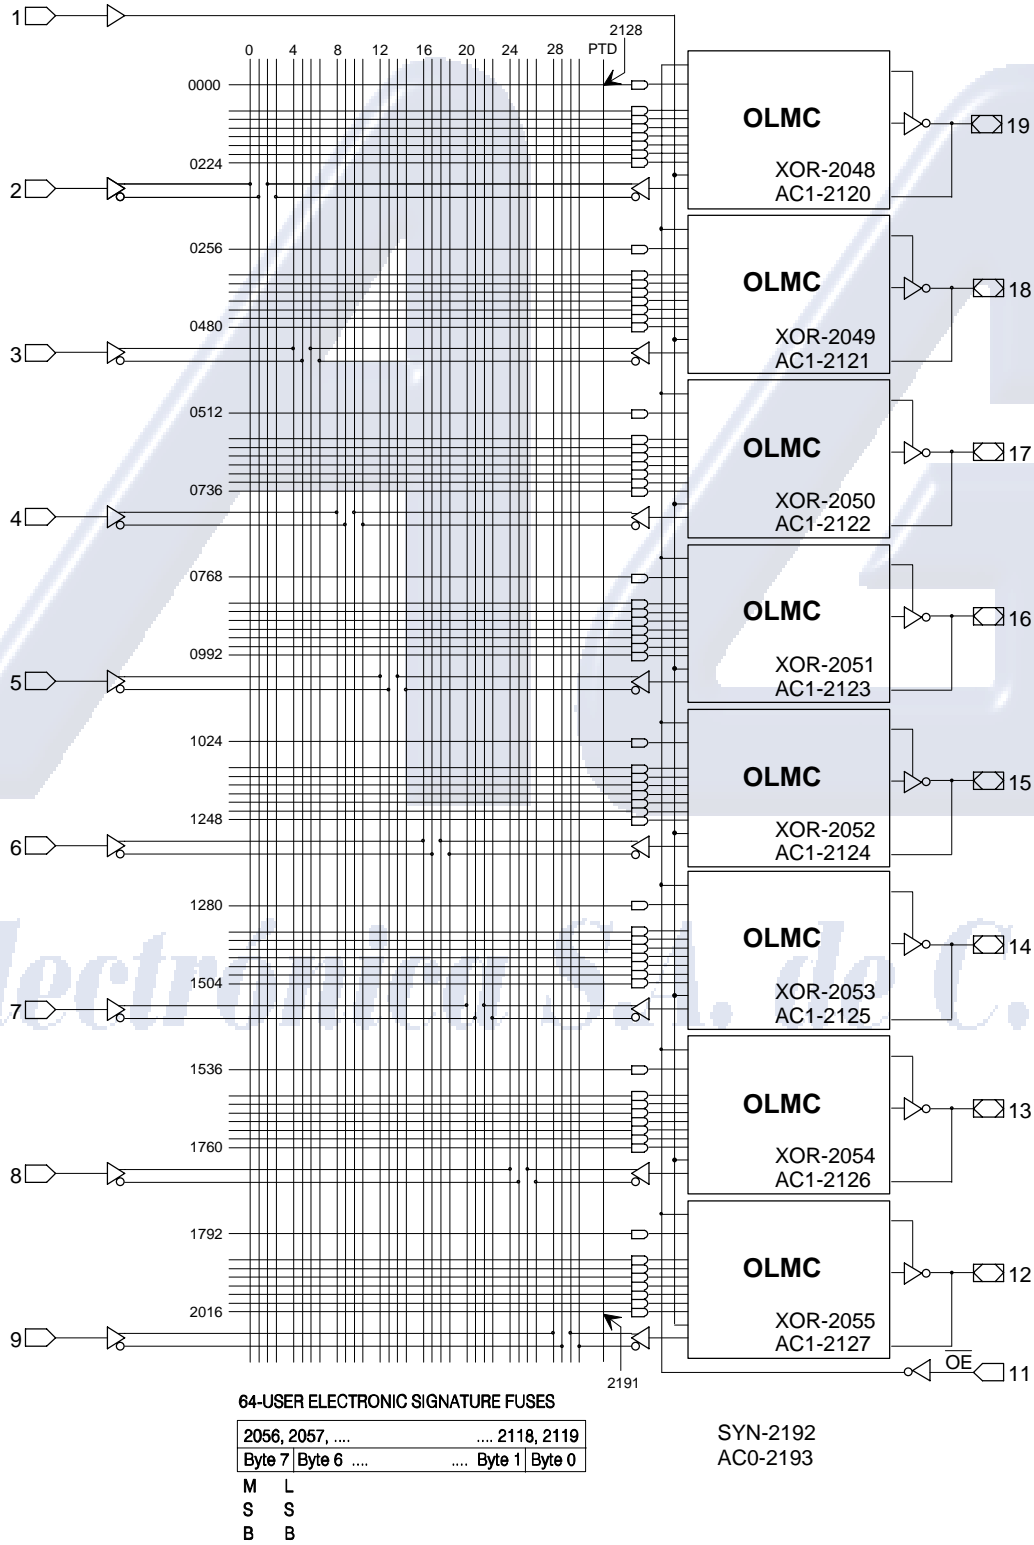 1
2128
0 4 8 12 16 20 24 28 PTD
0000
OLMC
19
0224
XOR-2048
AC1-2120
2
0256
OLMC
18
0480
XOR-2049
AC1-2121
3
0512
OLMC
17
0736
XOR-2050
AC1-2122
4
0768
OLMC
16
0992
XOR-2051
AC1-2123
5
1024
OLMC
15
1248
XOR-2052
AC1-2124
6
1280
OLMC
14
lectrónica S.A. de C.
1504
XOR-2053
AC1-2125
7
1536
OLMC
13
1760
XOR-2054
AC1-2126
8
1792
OLMC
12
2016
XOR-2055
AC1-2127
9
OE
11
2191
64-USER ELECTRONIC SIGNATURE FUSES
2056, 2057, .... .... 2118, 2119
Byte 7 Byte 6 .... .... Byte 1 Byte 0
M L
S S
B B
SYN-2192
AC0-2193